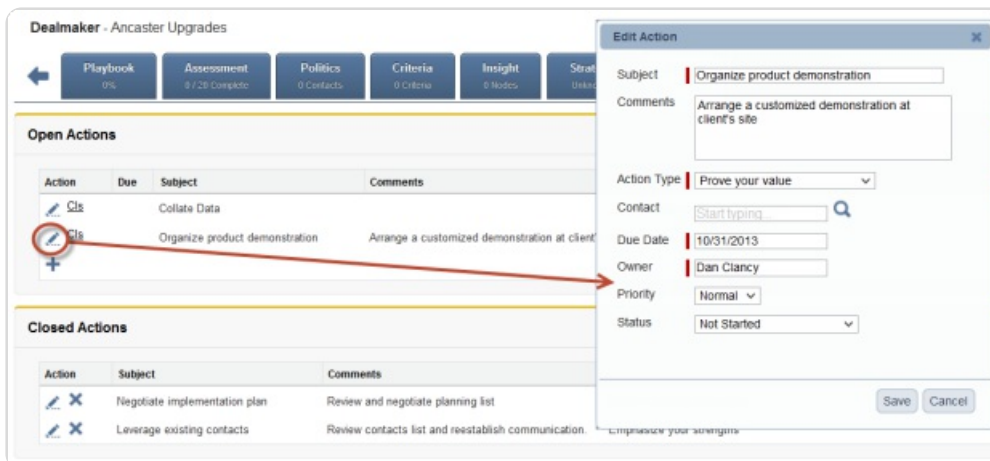 Dealmaker - Ancaster Upgrades
Playbook Assessment Politics Criteria Insight Strat
0% 0 / 20 Complete 0 Contacts 0 Criteria 0 Nodes
Open Actions
Action Due Subject Comments
Cls Collate Data
Cls Organize product demonstration Arrange a customized demonstration at client'
Closed Actions
Action Subject Comments
Negotiate implementation plan Review and negotiate planning list
Leverage existing contacts Review contacts list and reestablish communication. Emphasize your strengths
Edit Action
Subject Organize product demonstration
Comments Arrange a customized demonstration at
client's site
Action Type Prove your value
Contact Start typing...
Due Date 10/31/2013
Owner Dan Clancy
Priority Normal
Status Not Started
Save Cancel